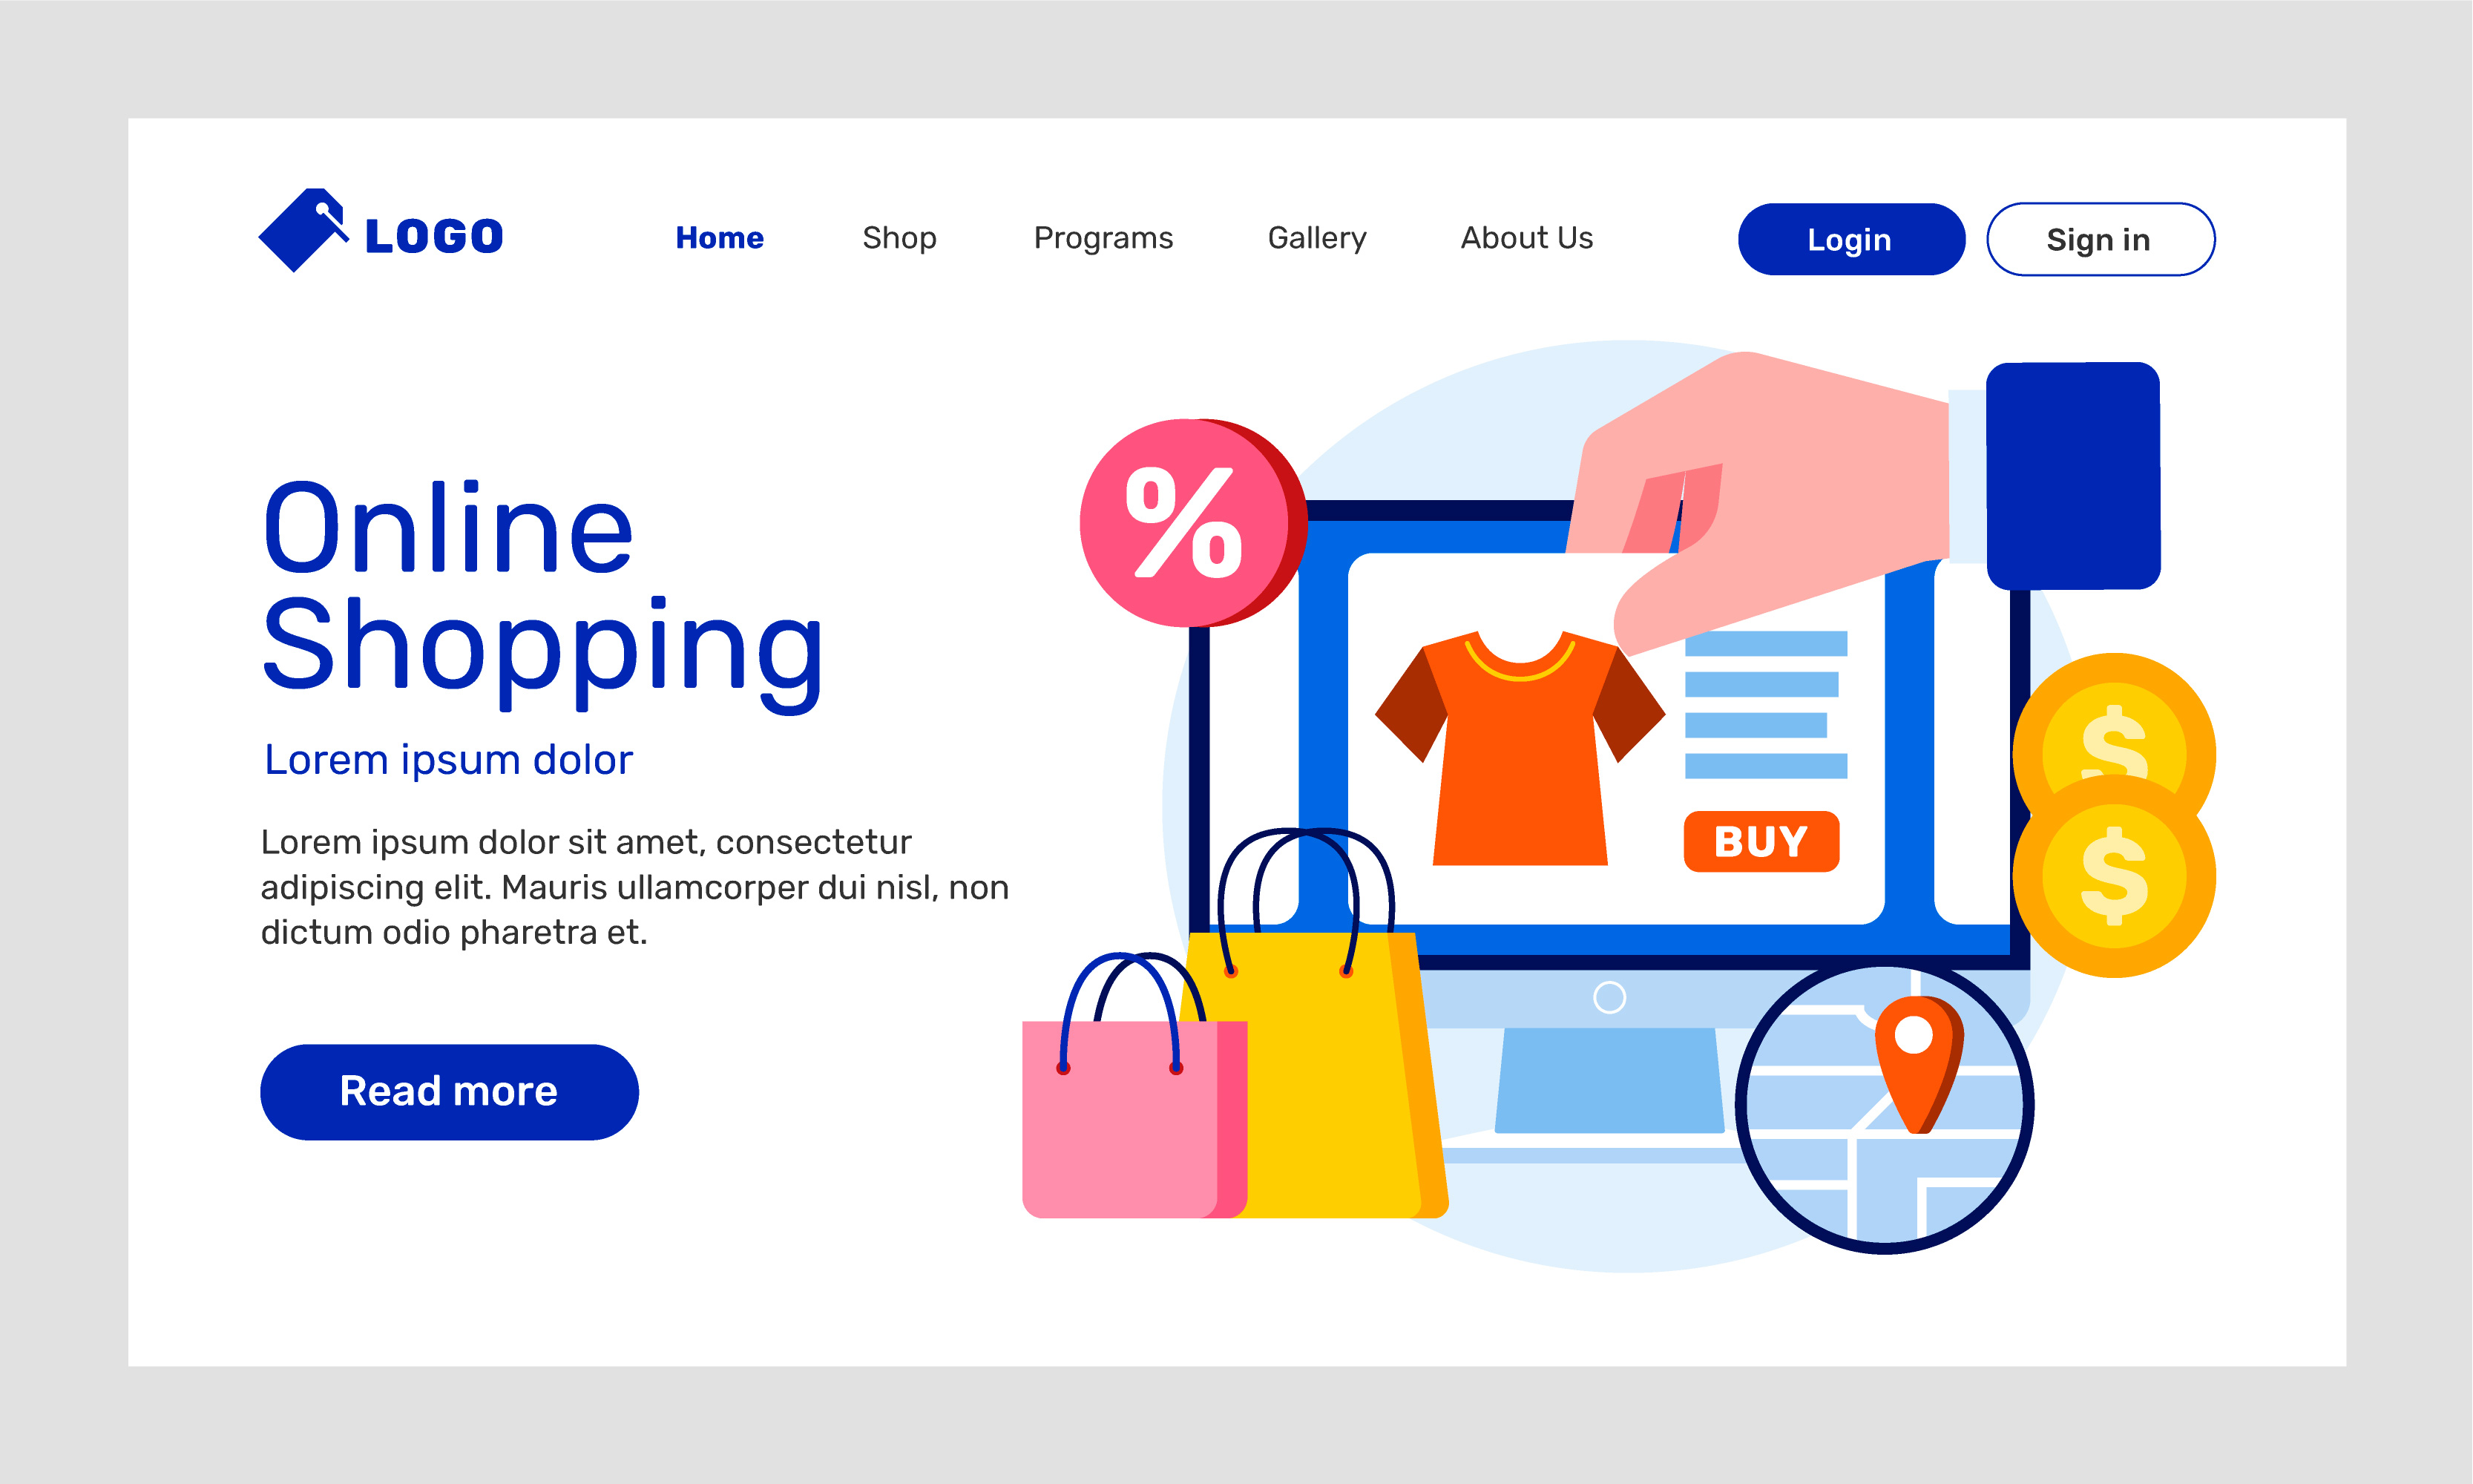 LOGO
Home
Shop
Programs
Gallery
About Us
Login
Sign in
Online
Shopping
Lorem ipsum dolor
Lorem ipsum dolor sit amet, consectetur
adipiscing elit. Mauris ullamcorper dui nisl, non
dictum odio pharetra et.
Read more
%
BUY
$
$